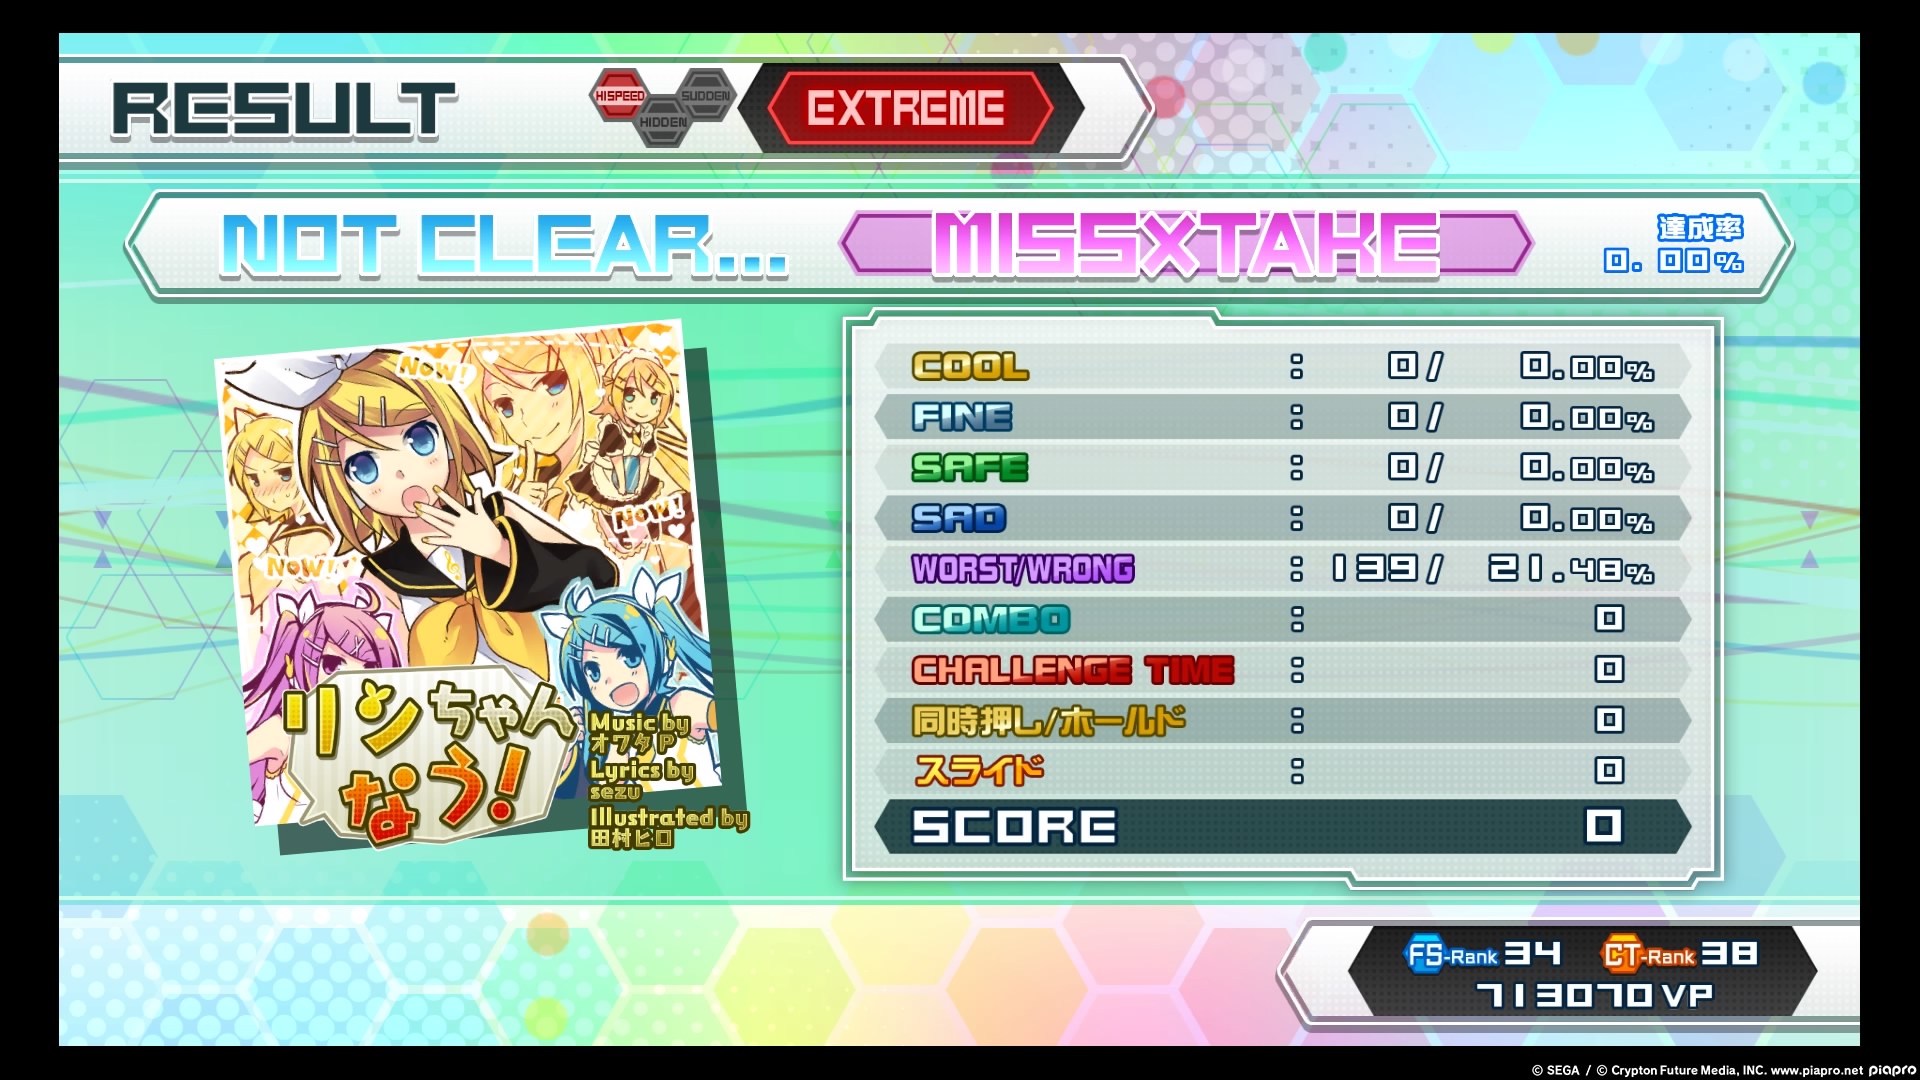 RESULT
HISPEED
HIDDEN
SUDDEN
EXTREME
NOT CLEAR...
MISS×TAKE
達成率
0.00%
COOL : 0/ 0.00%
FINE : 0/ 0.00%
SAFE : 0/ 0.00%
SAD : 0/ 0.00%
WORST/WRONG : 139/ 21.48%
COMBO : 0
CHALLENGE TIME : 0
同時押し/ホールド : 0
スライド : 0
SCORE 0
NOW!
NOW!
NOW!
リンちゃん
なう!
Music by
オワタP
Lyrics by
sezu
Illustrated by
田村ヒロ
FS-Rank 34 CT-Rank 38
713070 VP
© SEGA / © Crypton Future Media, INC. www.piapro.net piapro